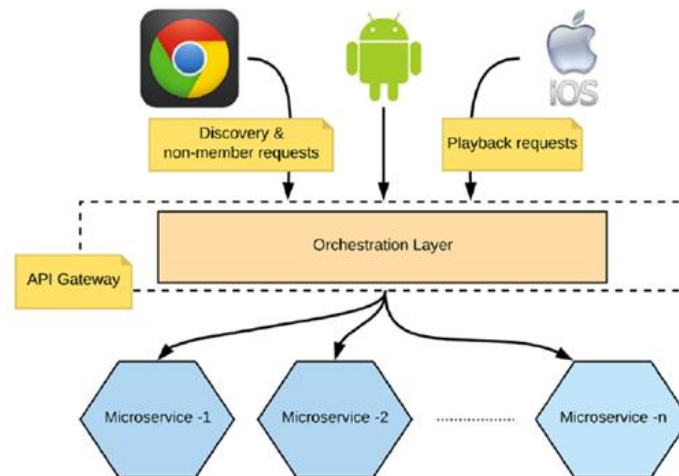 iOS
Discovery &
non-member requests
Playback requests
Orchestration Layer
API Gateway
Microservice -1
Microservice -2
Microservice -n